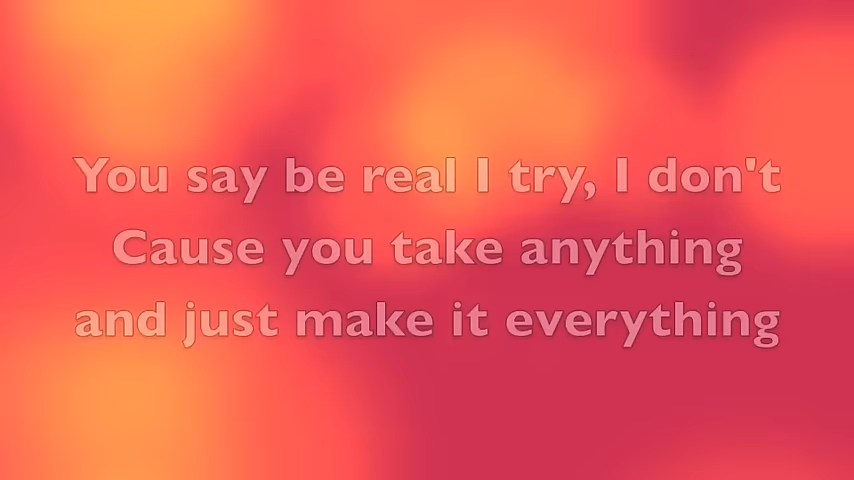 You say be real I try, I don't
Cause you take anything
and just make it everything